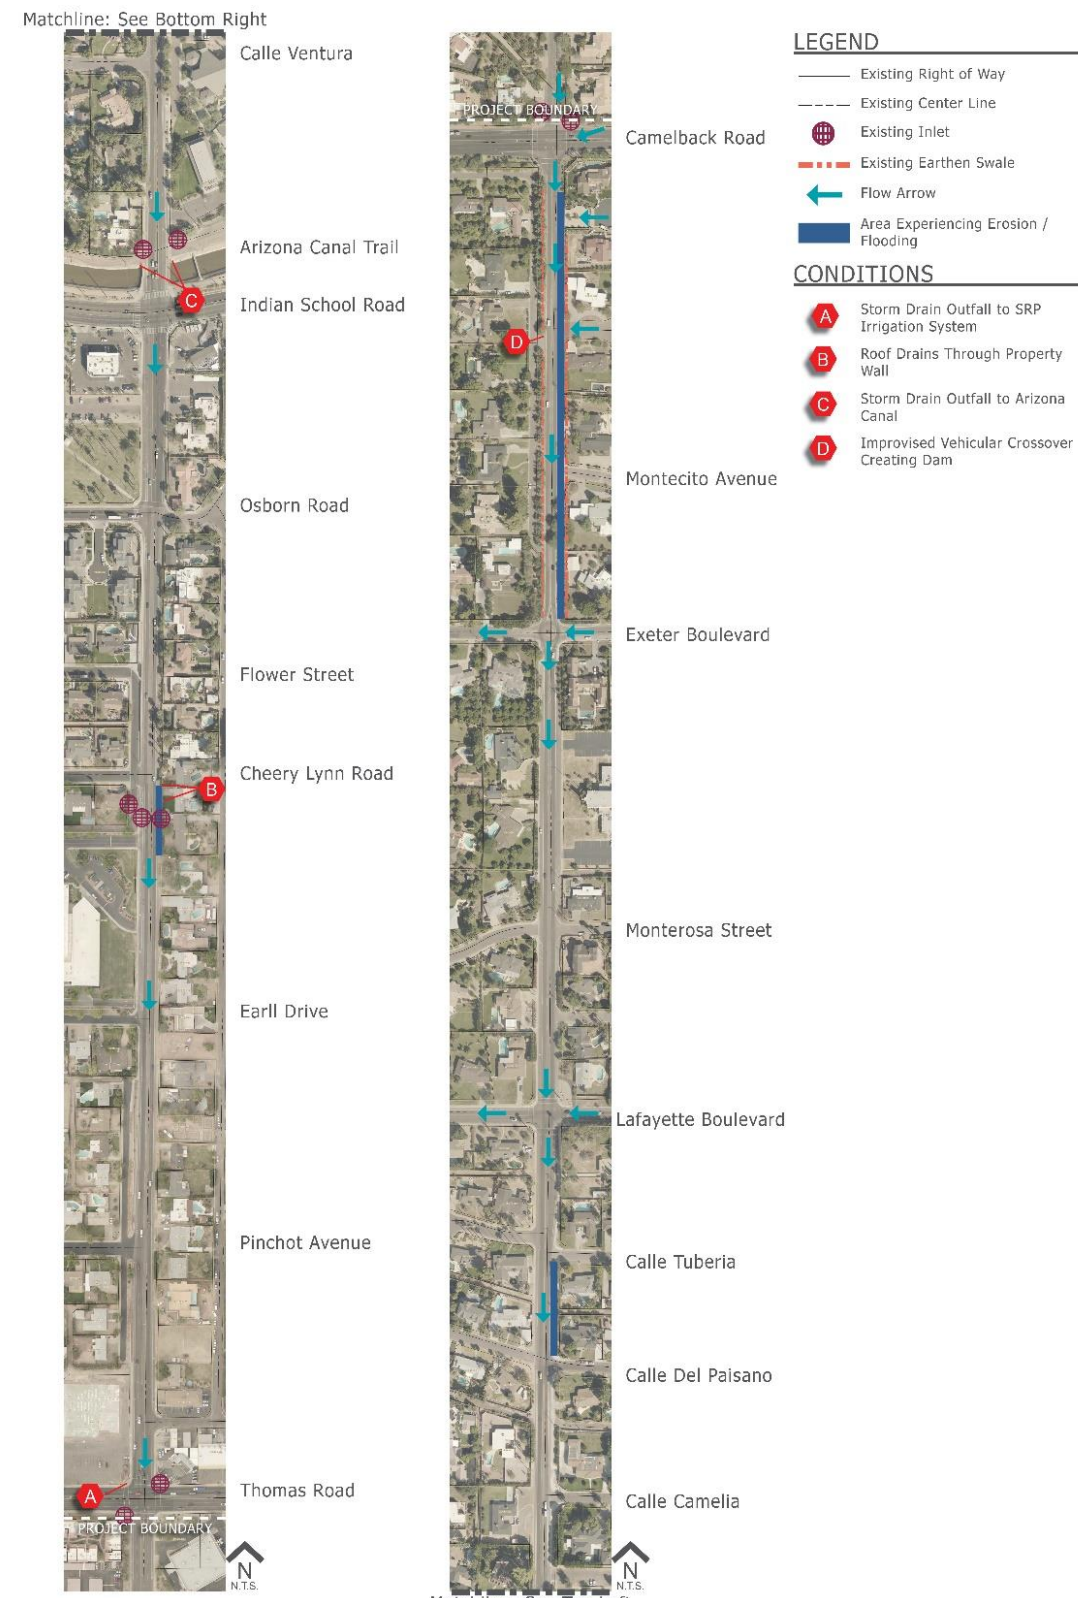 Matchline: See Bottom Right
Calle Ventura
Arizona Canal Trail
C
Indian School Road
Osborn Road
Flower Street
Cheery Lynn Road
B
Earll Drive
Pinchot Avenue
Thomas Road
A
PROJECT BOUNDARY
N
N.T.S.
PROJECT BOUNDARY
Camelback Road
D
Montecito Avenue
Exeter Boulevard
Monterosa Street
Lafayette Boulevard
Calle Tuberia
Calle Del Paisano
Calle Camelia
N
N.T.S.
LEGEND
Existing Right of Way
Existing Center Line
Existing Inlet
Existing Earthen Swale
Flow Arrow
Area Experiencing Erosion /
Flooding
CONDITIONS
A
Storm Drain Outfall to SRP
Irrigation System
B
Roof Drains Through Property
Wall
C
Storm Drain Outfall to Arizona
Canal
D
Improvised Vehicular Crossover
Creating Dam